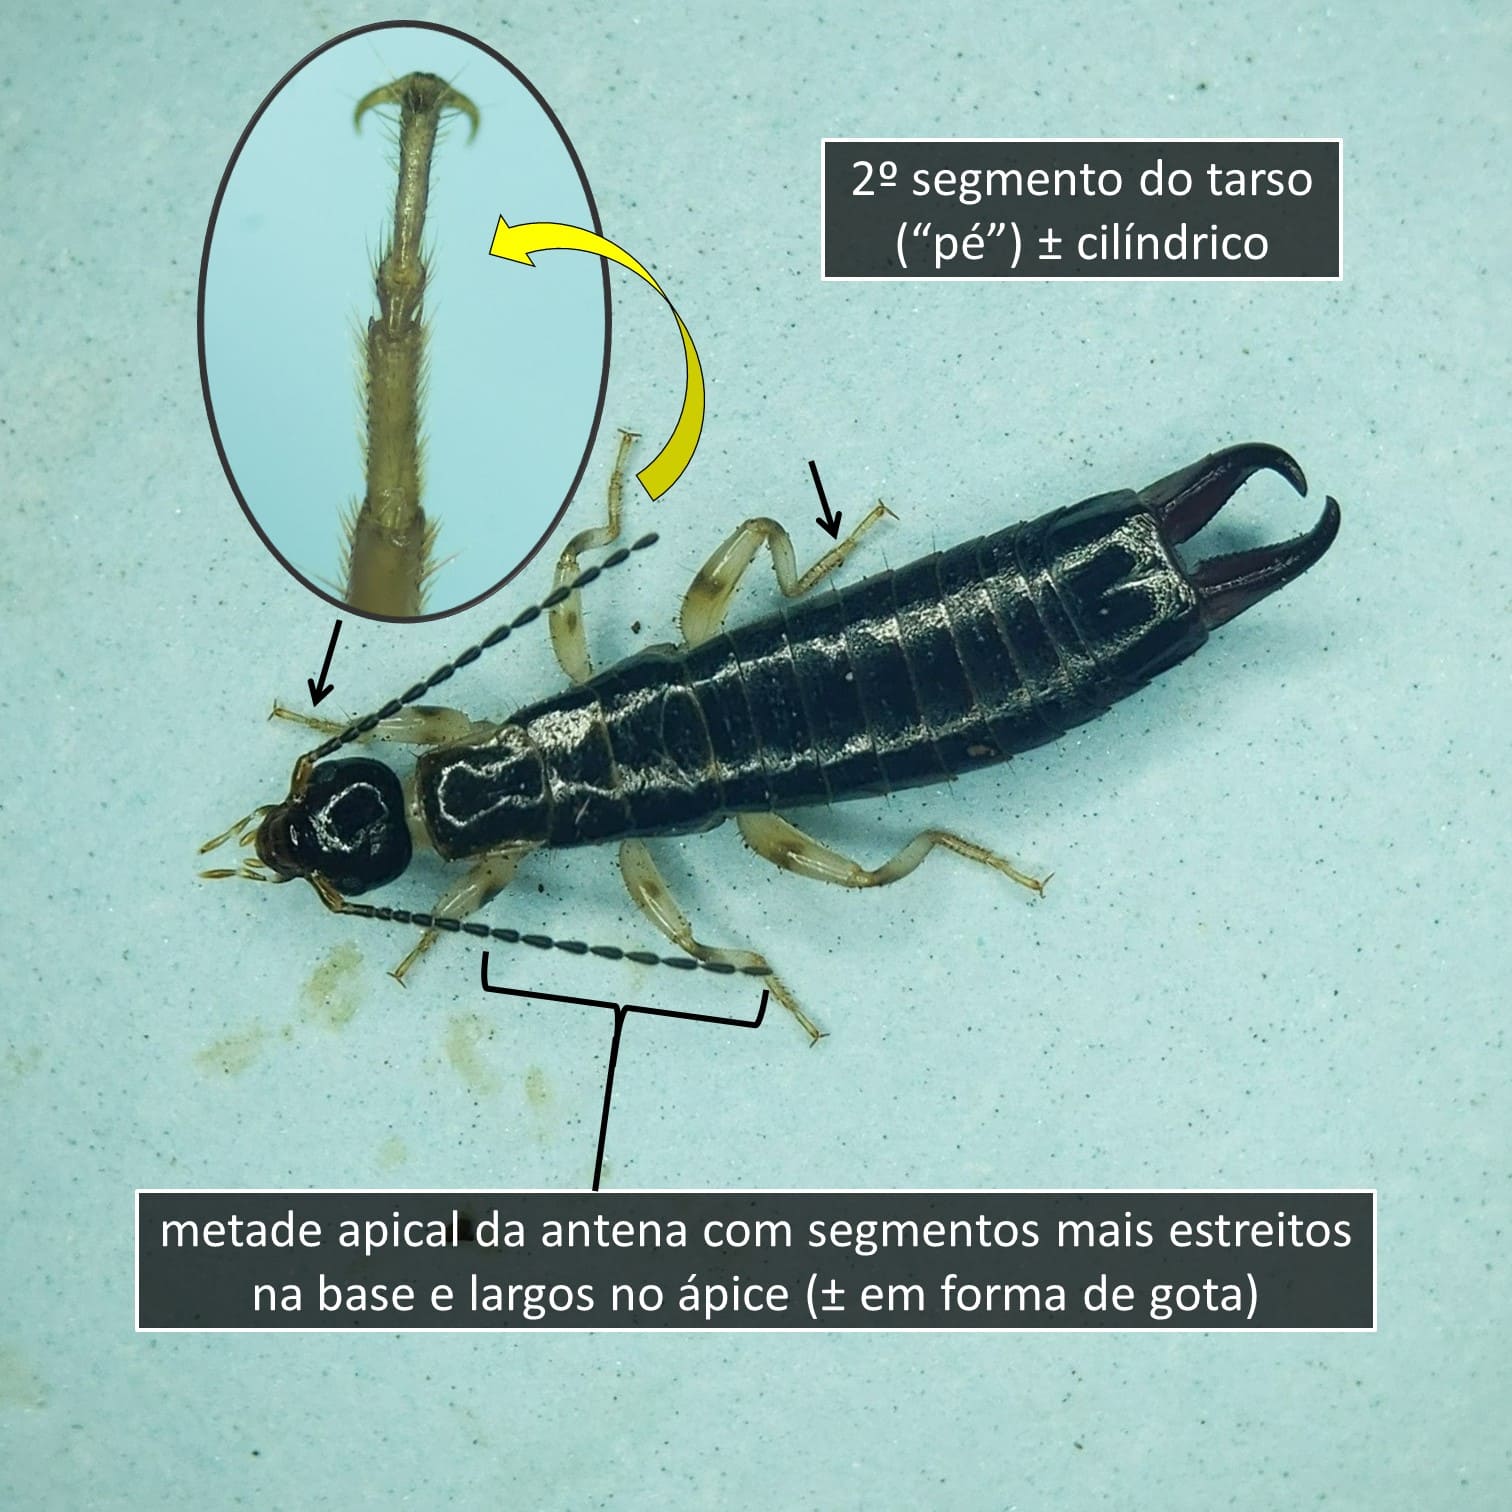 2º segmento do tarso
(“pé”) ± cilíndrico
metade apical da antena com segmentos mais estreitos
na base e largos no ápice (± em forma de gota)